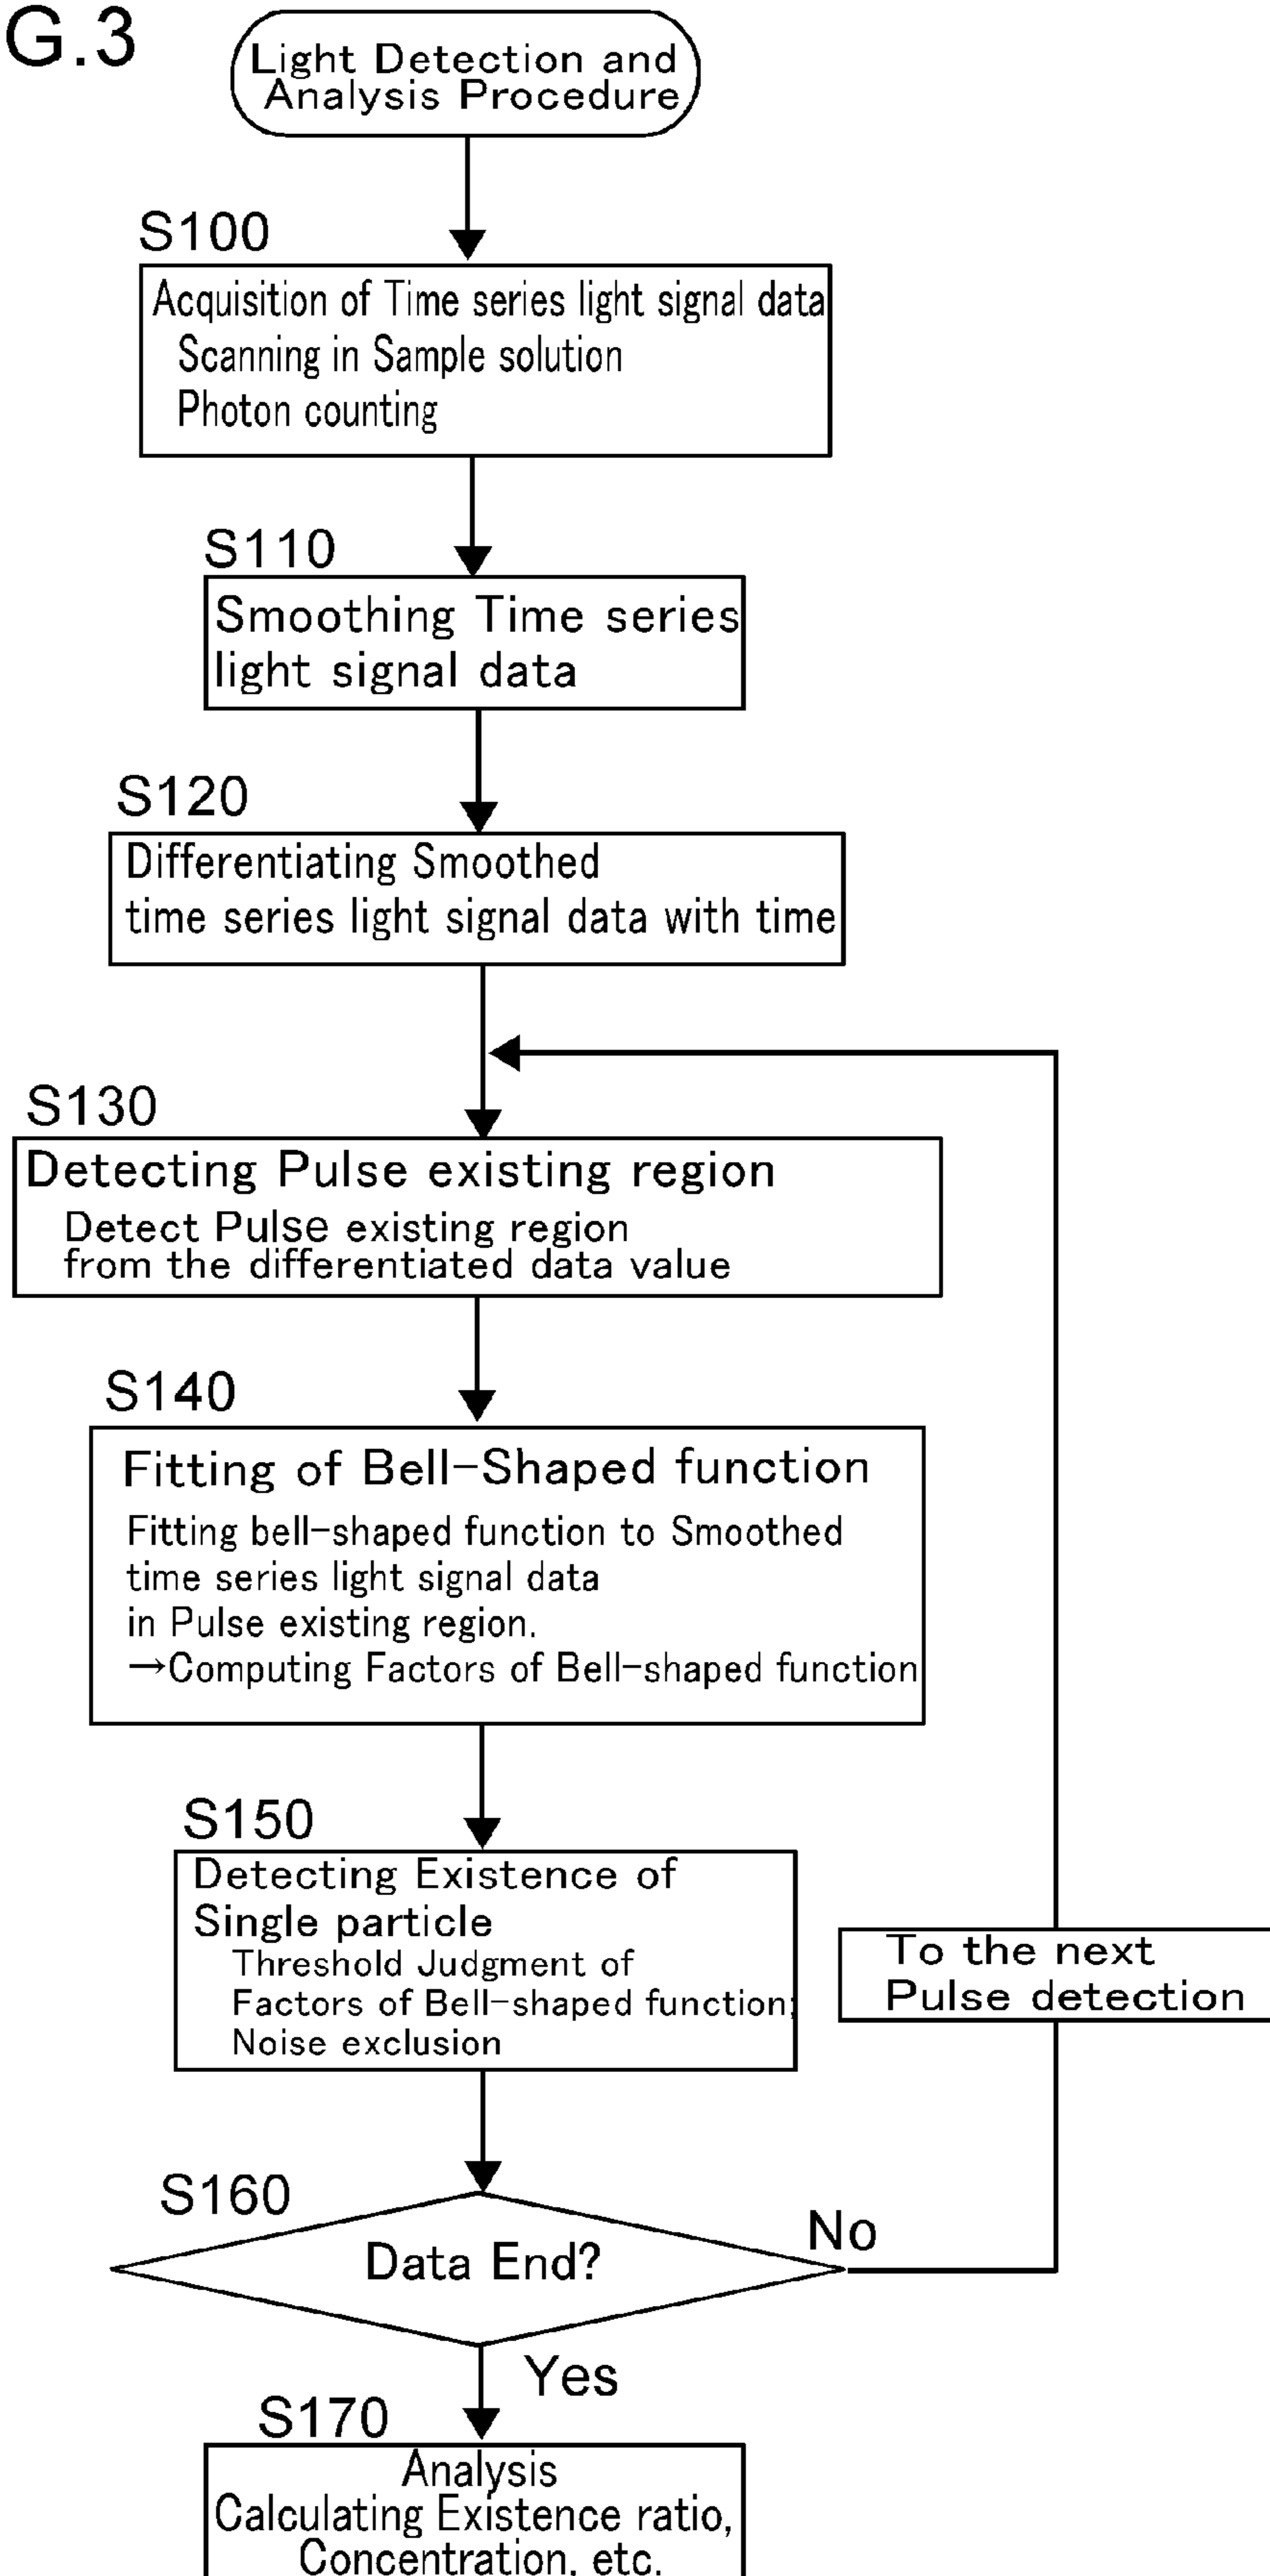 G.3
Light Detection and
Analysis Procedure
S100
Acquisition of Time series light signal data
Scanning in Sample solution
Photon counting
S110
Smoothing Time series
light signal data
S120
Differentiating Smoothed
time series light signal data with time
S130
Detecting Pulse existing region
Detect Pulse existing region
from the differentiated data value
S140
Fitting of Bell-Shaped function
Fitting bell-shaped function to Smoothed
time series light signal data
in Pulse existing region.
→Computing Factors of Bell-shaped function
S150
Detecting Existence of
Single particle
Threshold Judgment of
Factors of Bell-shaped function;
Noise exclusion
To the next
Pulse detection
S160
Data End?
No
Yes
S170
Analysis
Calculating Existence ratio,
Concentration, etc.